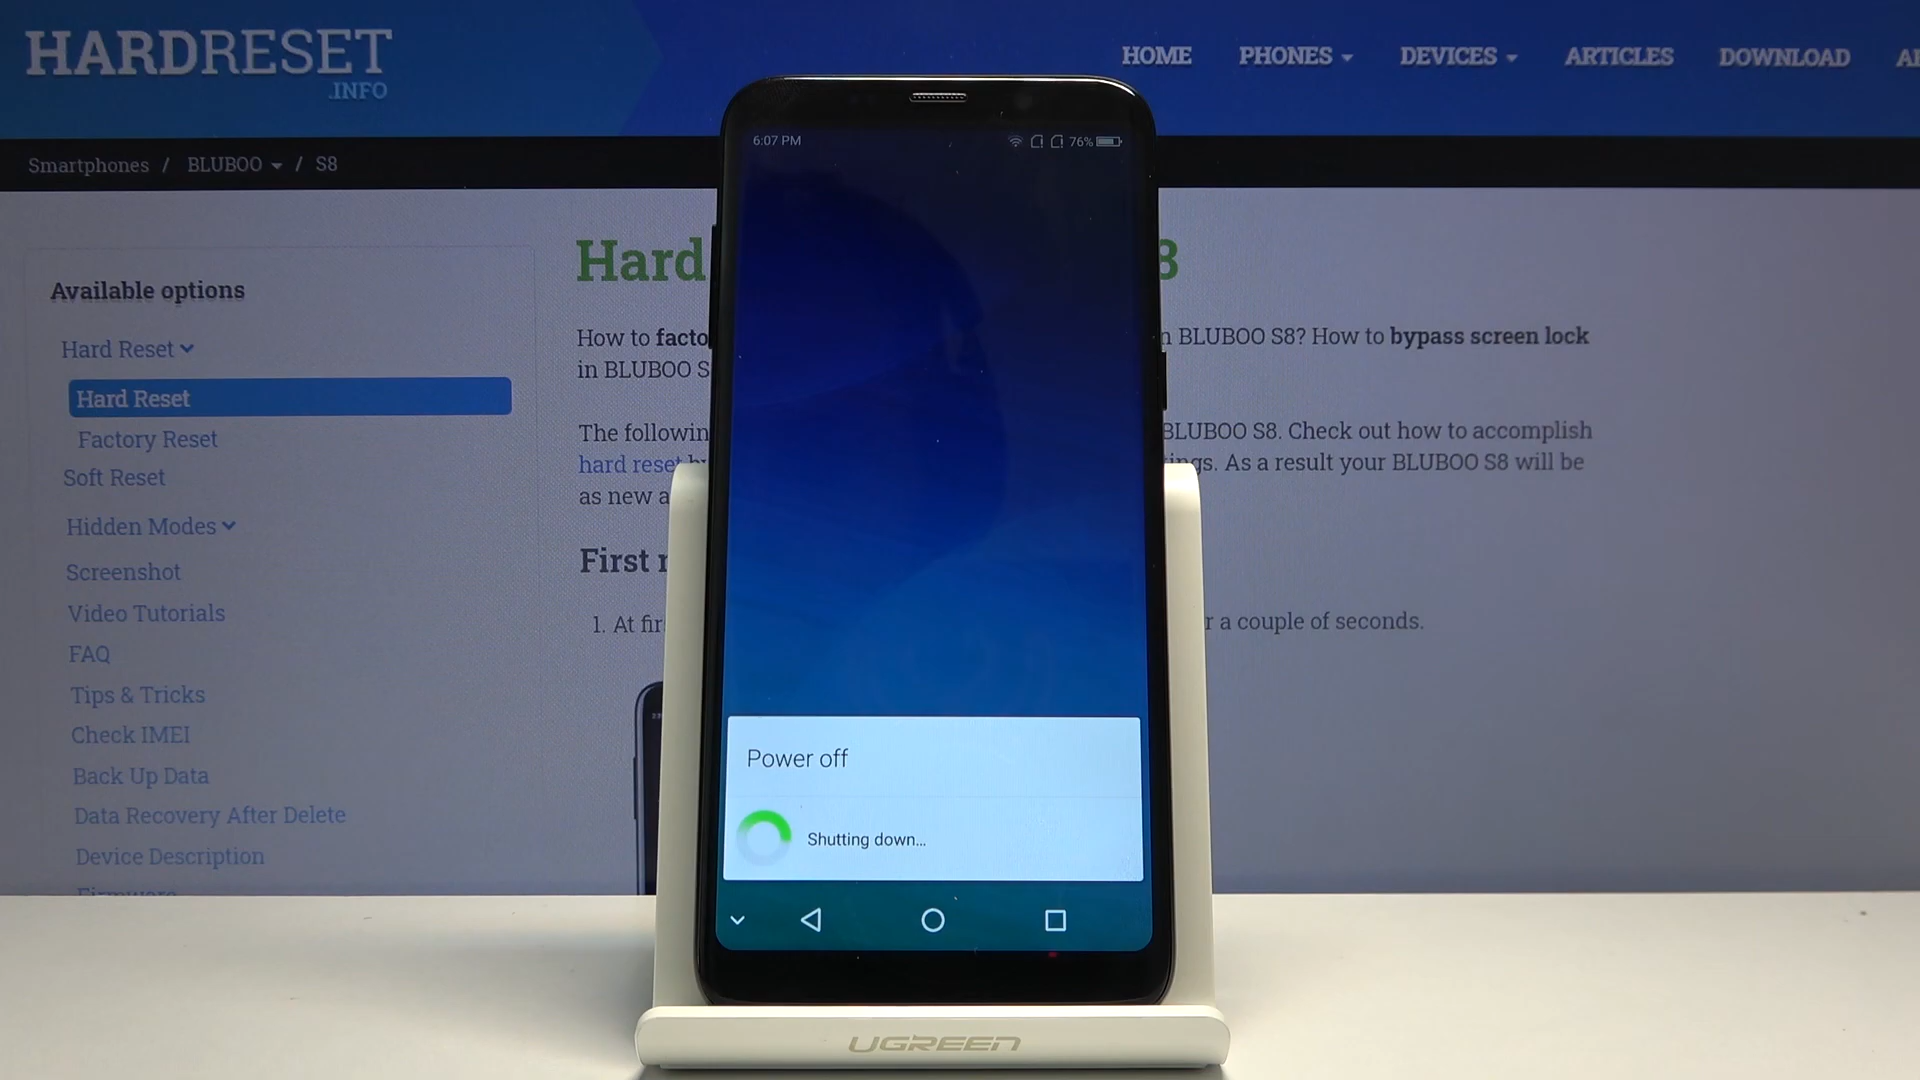 HARDRESET
.INFO
HOME PHONES DEVICES ARTICLES DOWNLOAD
Smartphones / BLUBOO / S8
Available options
Hard Reset
Hard Reset
Factory Reset
Soft Reset
Hidden Modes
Screenshot
Video Tutorials
FAQ
Tips & Tricks
Check IMEI
Back Up Data
Data Recovery After Delete
Device Description
Firmware
Hard 8
How to BLUBOO S8? How to bypass screen lock
in BLUBOO
The BLUBOO S8. Check out how to accomplish
hard reset As a result your BLUBOO S8 will be
as new
First
1. At a couple of seconds.
6:07 PM 76%
Power off
Shutting down...
UGREEN